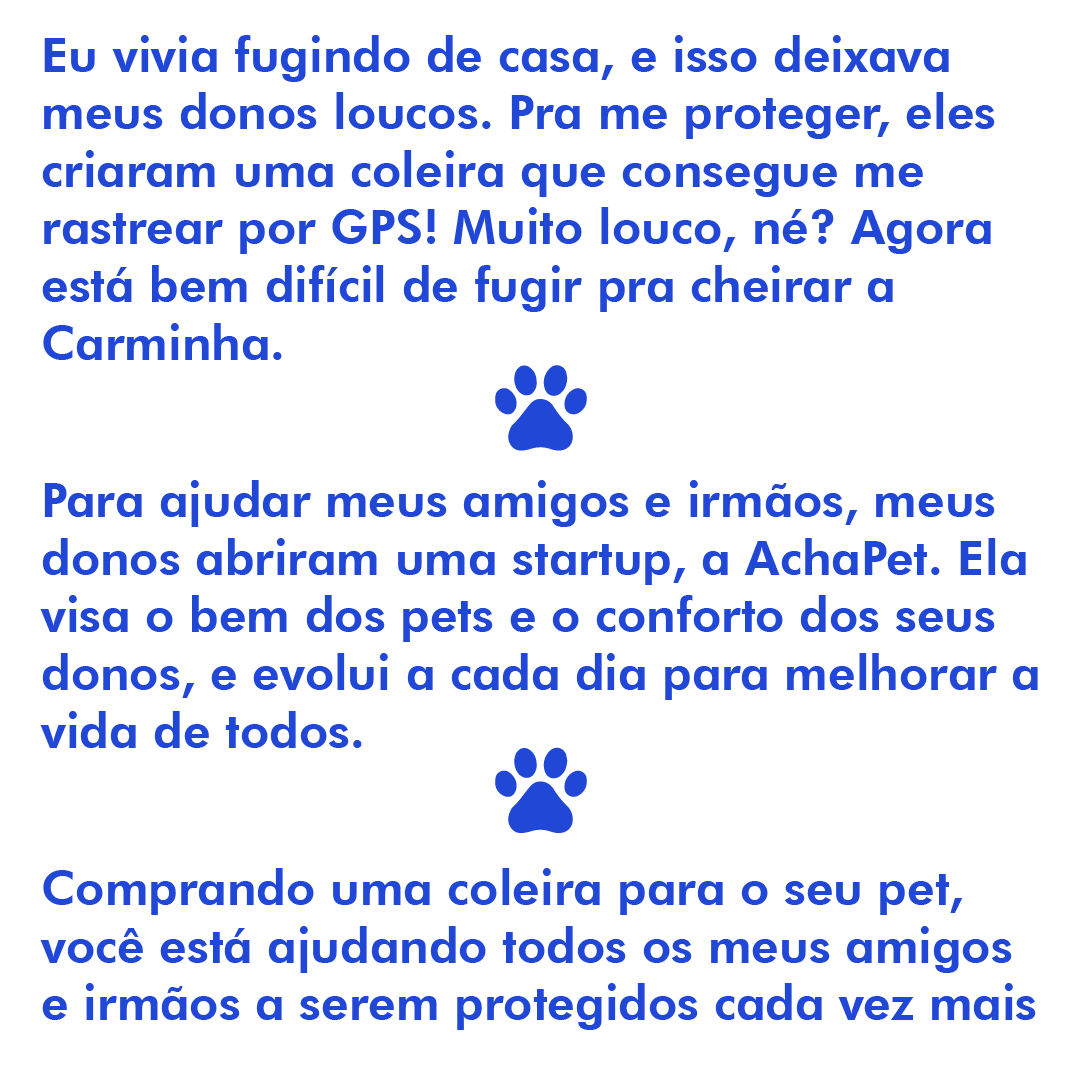 Eu vivia fugindo de casa, e isso deixava
meus donos loucos. Pra me proteger, eles
criaram uma coleira que consegue me
rastrear por GPS! Muito louco, né? Agora
está bem difícil de fugir pra cheirar a
Carminha.
Para ajudar meus amigos e irmãos, meus
donos abriram uma startup, a AchaPet. Ela
visa o bem dos pets e o conforto dos seus
donos, e evolui a cada dia para melhorar a
vida de todos.
Comprando uma coleira para o seu pet,
você está ajudando todos os meus amigos
e irmãos a serem protegidos cada vez mais